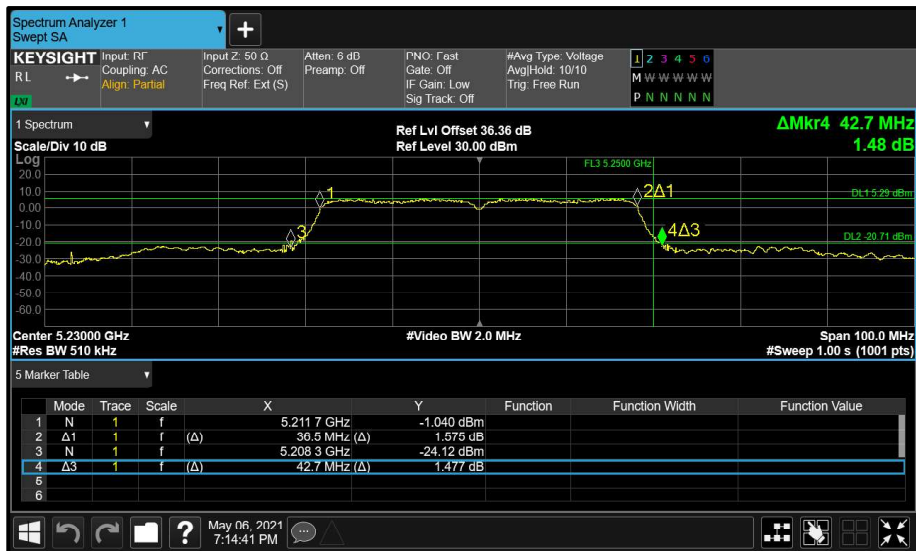 Spectrum Analyzer 1
Swept SA
+
KEYSIGHT
RL
LXI
Input: RF
Coupling: AC
Align: Partial
Input Z: 50 Ω
Corrections: Off
Freq Ref: Ext (S)
Atten: 6 dB
Preamp: Off
PNO: Fast
Gate: Off
IF Gain: Low
Sig Track: Off
#Avg Type: Voltage
Avg|Hold: 10/10
Trig: Free Run
1 2 3 4 5 6
M W W W W W
P N N N N N
1 Spectrum
Scale/Div 10 dB
Ref Lvl Offset 36.36 dB
Ref Level 30.00 dBm
ΔMkr4 42.7 MHz
1.48 dB
Log
20.0
10.0
0.00
-10.0
-20.0
-30.0
-40.0
-50.0
-60.0
FL3 5.2500 GHz
1
2Δ1
DL1 5.29 dBm
3
4Δ3
DL2 -20.71 dBm
Center 5.23000 GHz
#Video BW 2.0 MHz
Span 100.0 MHz
#Res BW 510 kHz
#Sweep 1.00 s (1001 pts)
5 Marker Table
Mode Trace Scale X Y Function Function Width Function Value
1 N 1 f 5.211 7 GHz -1.040 dBm
2 Δ1 1 f (Δ) 36.5 MHz (Δ) 1.575 dB
3 N 1 f 5.208 3 GHz -24.12 dBm
4 Δ3 1 f (Δ) 42.7 MHz (Δ) 1.477 dB
5
6
?
May 06, 2021
7:14:41 PM